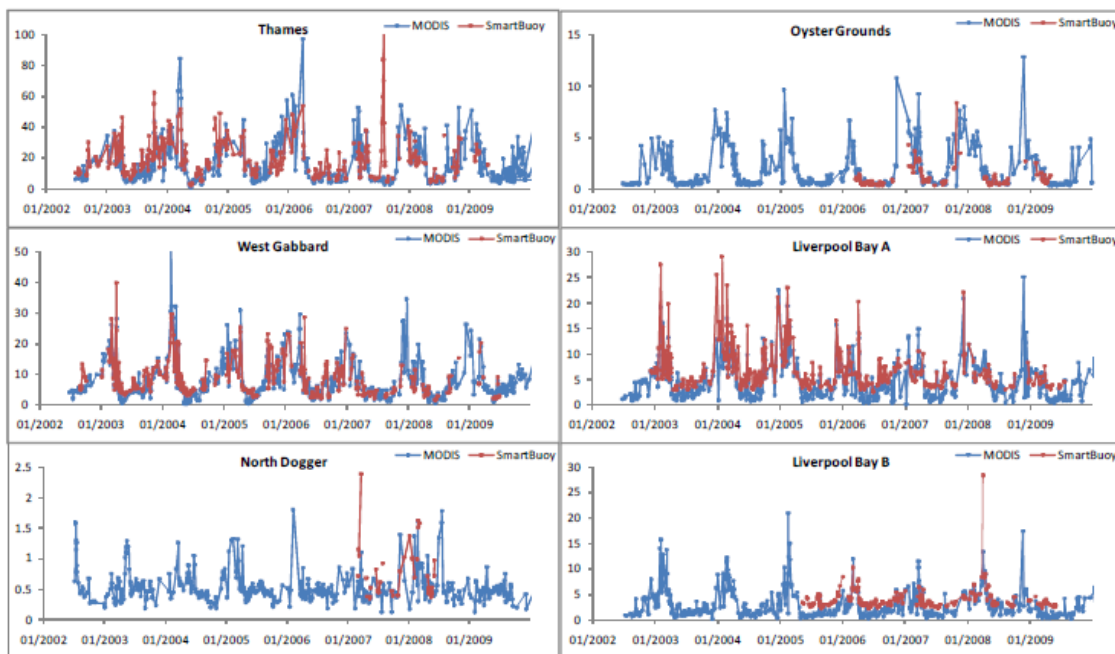 Thames
MODIS SmartBuoy
100
80
60
40
20
0
01/2002 01/2003 01/2004 01/2005 01/2006 01/2007 01/2008 01/2009
Oyster Grounds
MODIS SmartBuoy
15
10
5
0
01/2002 01/2003 01/2004 01/2005 01/2006 01/2007 01/2008 01/2009
West Gabbard
MODIS SmartBuoy
50
40
30
20
10
0
01/2002 01/2003 01/2004 01/2005 01/2006 01/2007 01/2008 01/2009
Liverpool Bay A
MODIS SmartBuoy
30
25
20
15
10
5
0
01/2002 01/2003 01/2004 01/2005 01/2006 01/2007 01/2008 01/2009
North Dogger
MODIS SmartBuoy
2.5
2
1.5
1
0.5
0
01/2002 01/2003 01/2004 01/2005 01/2006 01/2007 01/2008 01/2009
Liverpool Bay B
MODIS SmartBuoy
30
25
20
15
10
5
0
01/2002 01/2003 01/2004 01/2005 01/2006 01/2007 01/2008 01/2009